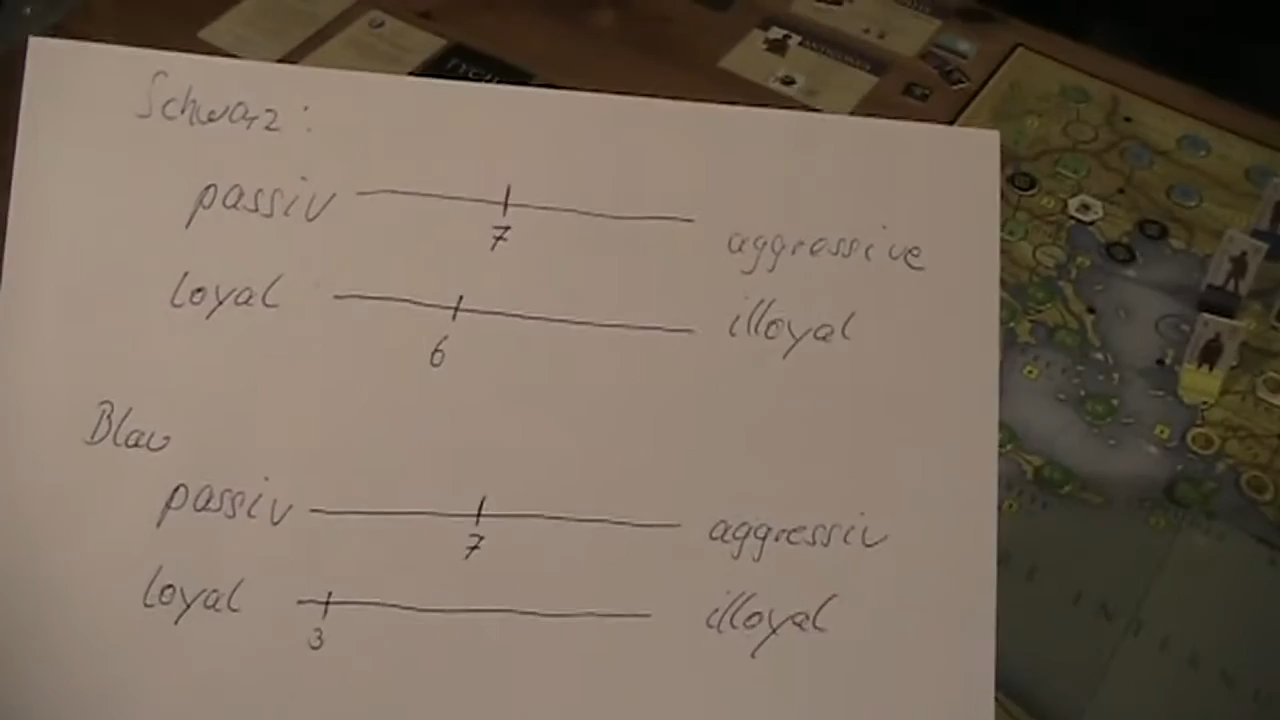 Schwarz:
passiv
7
aggressive
loyal
6
illoyal
Blau
passiv
7
aggressiv
loyal
3
illoyal